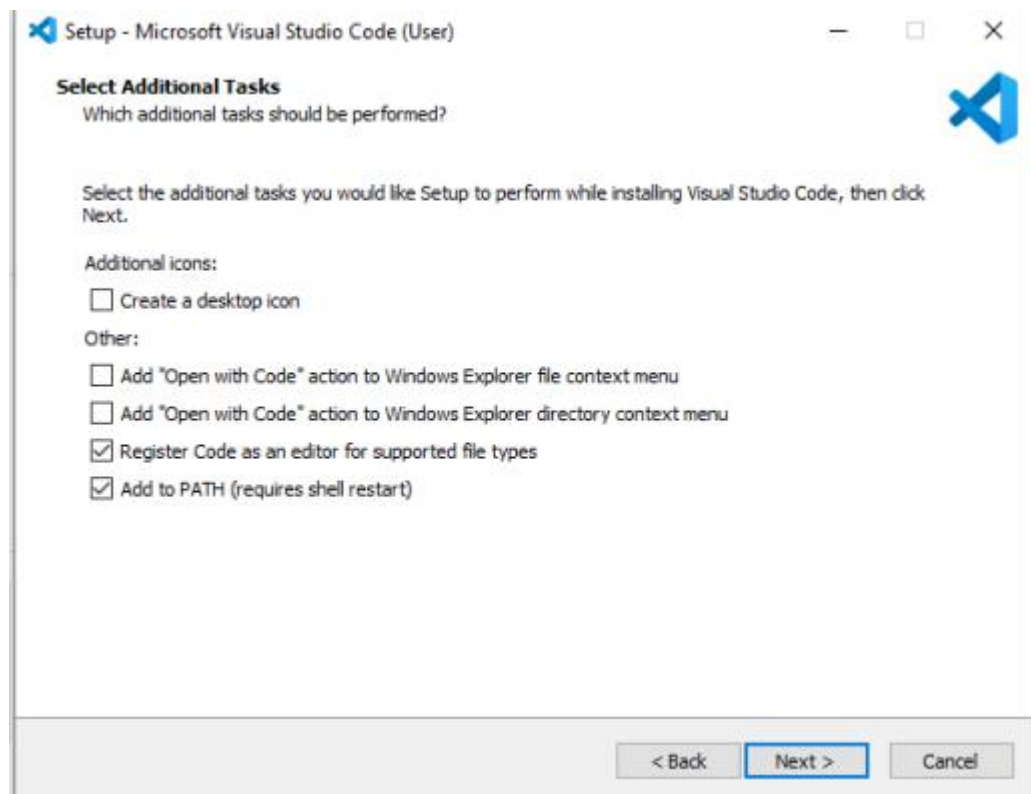 Setup - Microsoft Visual Studio Code (User)
Select Additional Tasks
Which additional tasks should be performed?
Select the additional tasks you would like Setup to perform while installing Visual Studio Code, then click
Next.
Additional icons:
Create a desktop icon
Other:
Add "Open with Code" action to Windows Explorer file context menu
Add "Open with Code" action to Windows Explorer directory context menu
Register Code as an editor for supported file types
Add to PATH (requires shell restart)
< Back Next > Cancel